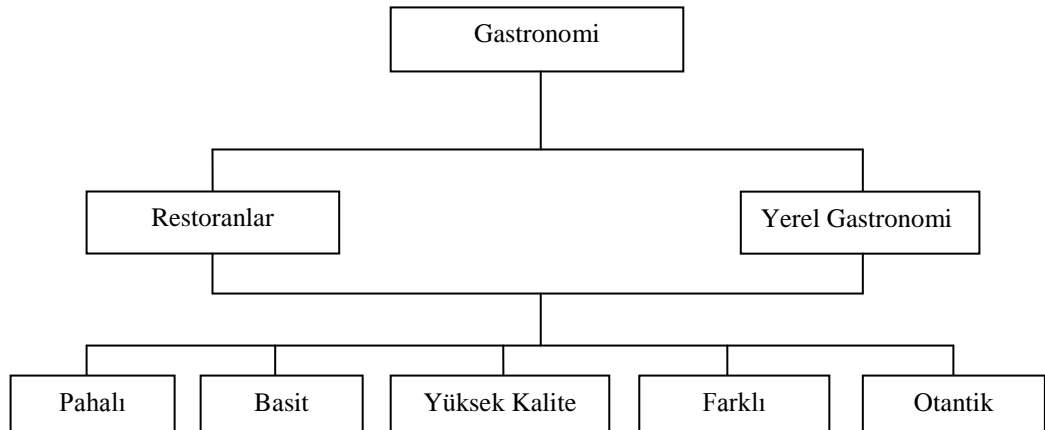 Gastronomi
Restoranlar
Yerel Gastronomi
Pahalı
Basit
Yüksek Kalite
Farklı
Otantik